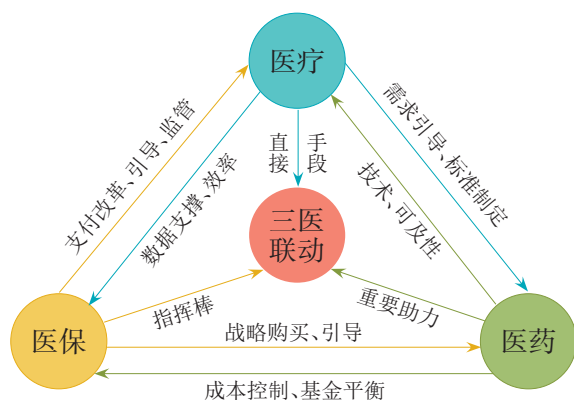 医疗
支付改革、引导、监管
数据支撑、效率
直接
手段
需求引导、标准制定
技术、可及性
三医
联动
指挥棒
重要助力
医保
战略购买、引导
医药
成本控制、基金平衡